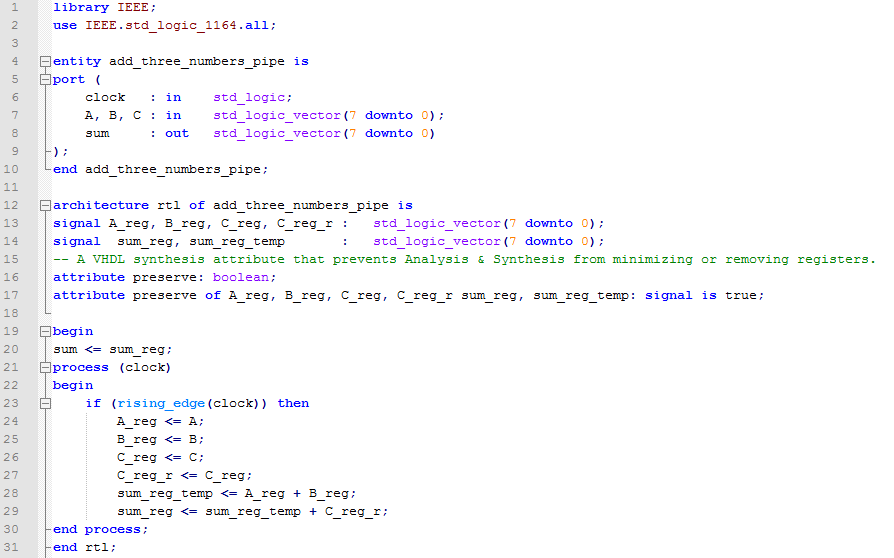 1 library IEEE;
2 use IEEE.std_logic_1164.all;
3
4 entity add_three_numbers_pipe is
5 port (
6 clock : in std_logic;
7 A, B, C : in std_logic_vector(7 downto 0);
8 sum : out std_logic_vector(7 downto 0)
9 );
10 end add_three_numbers_pipe;
11
12 architecture rtl of add_three_numbers_pipe is
13 signal A_reg, B_reg, C_reg, C_reg_r : std_logic_vector(7 downto 0);
14 signal sum_reg, sum_reg_temp : std_logic_vector(7 downto 0);
15 -- A VHDL synthesis attribute that prevents Analysis & Synthesis from minimizing or removing registers.
16 attribute preserve: boolean;
17 attribute preserve of A_reg, B_reg, C_reg, C_reg_r sum_reg, sum_reg_temp: signal is true;
18
19 begin
20 sum <= sum_reg;
21 process (clock)
22 begin
23 if (rising_edge(clock)) then
24 A_reg <= A;
25 B_reg <= B;
26 C_reg <= C;
27 C_reg_r <= C_reg;
28 sum_reg_temp <= A_reg + B_reg;
29 sum_reg <= sum_reg_temp + C_reg_r;
30 end process;
31 end rtl;